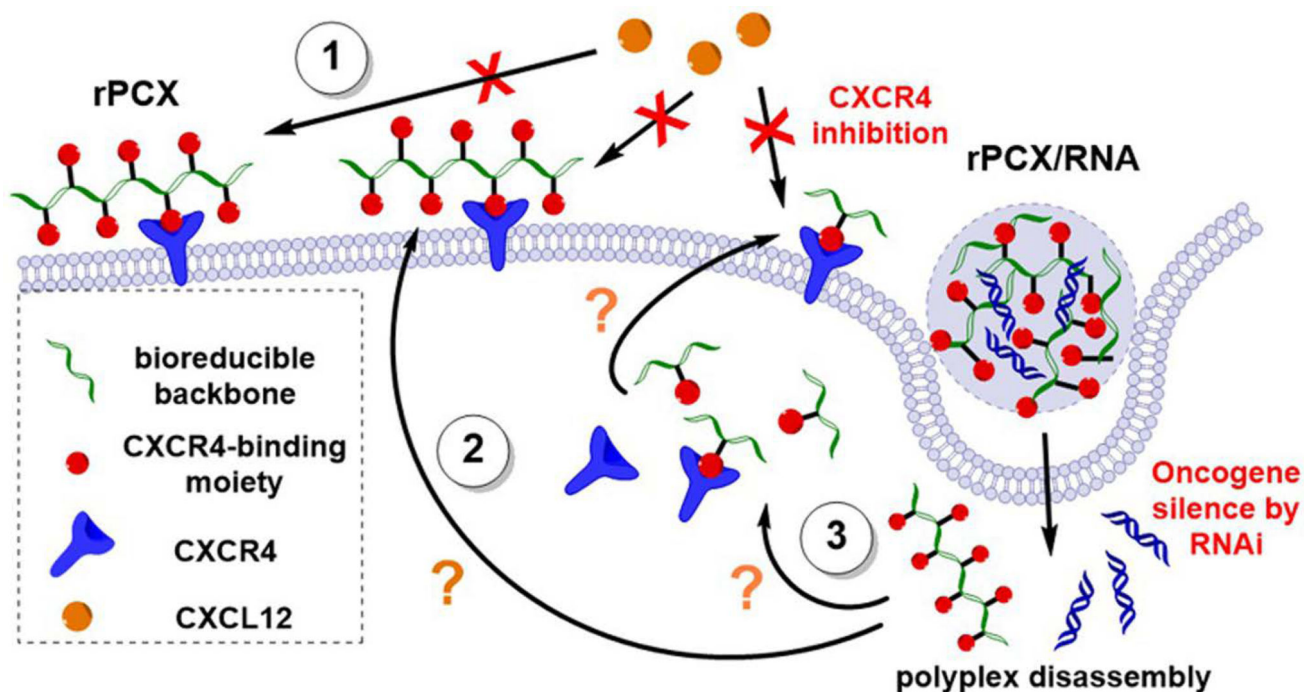 1
rPCX
CXCR4
inhibition
rPCX/RNA
bioreducible
backbone
CXCR4-binding
moiety
CXCR4
CXCL12
?
2
?
3
?
Oncogene
silence by
RNAi
polyplex disassembly